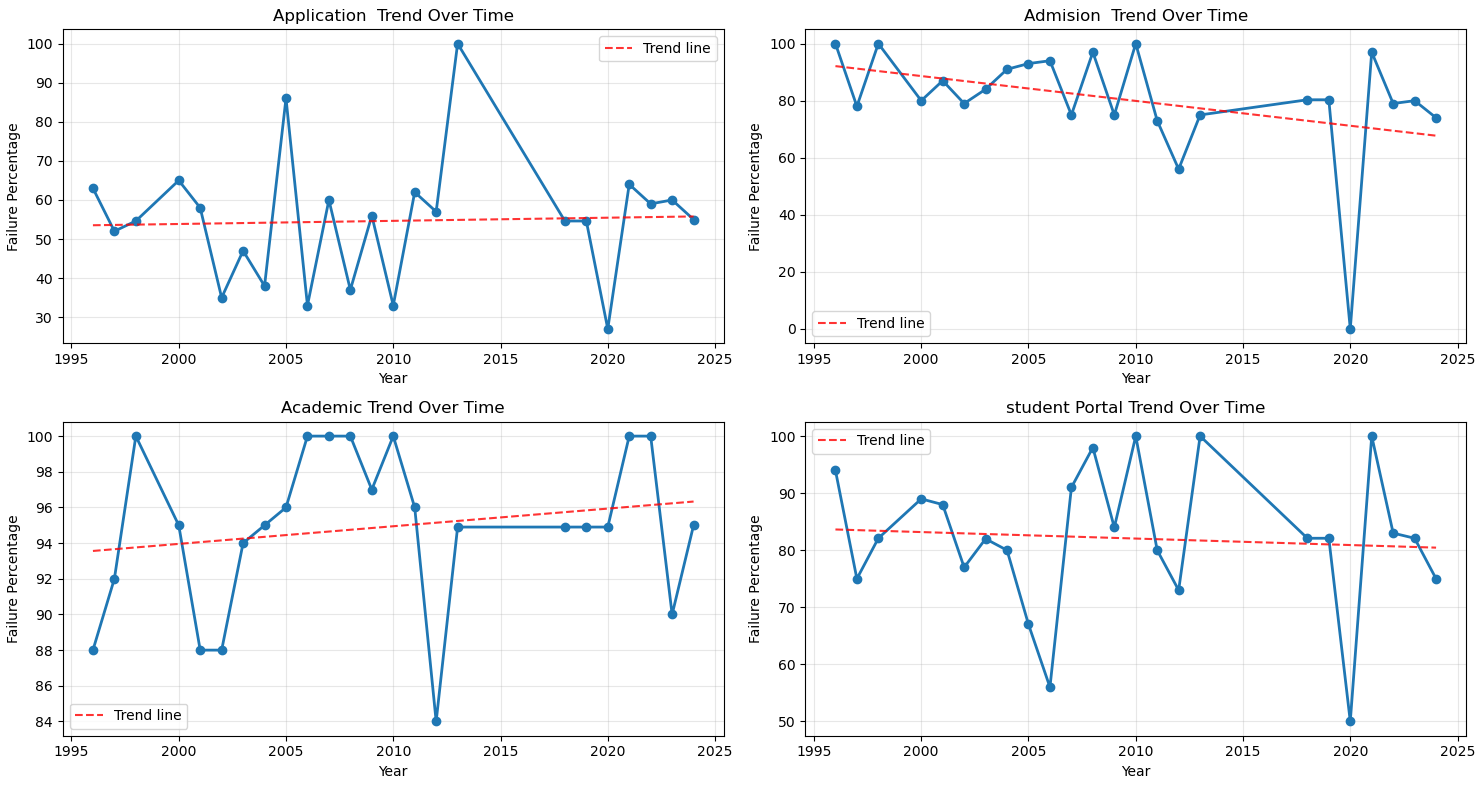 Application  Trend Over Time
Failure Percentage
100
90
80
70
60
50
40
30
Trend line
1995 2000 2005 2010 2015 2020 2025
Year
Admision  Trend Over Time
Failure Percentage
100
80
60
40
20
0
Trend line
1995 2000 2005 2010 2015 2020 2025
Year
Academic Trend Over Time
Failure Percentage
100
98
96
94
92
90
88
86
84
Trend line
1995 2000 2005 2010 2015 2020 2025
Year
student Portal Trend Over Time
Failure Percentage
Trend line
100
90
80
70
60
50
1995 2000 2005 2010 2015 2020 2025
Year